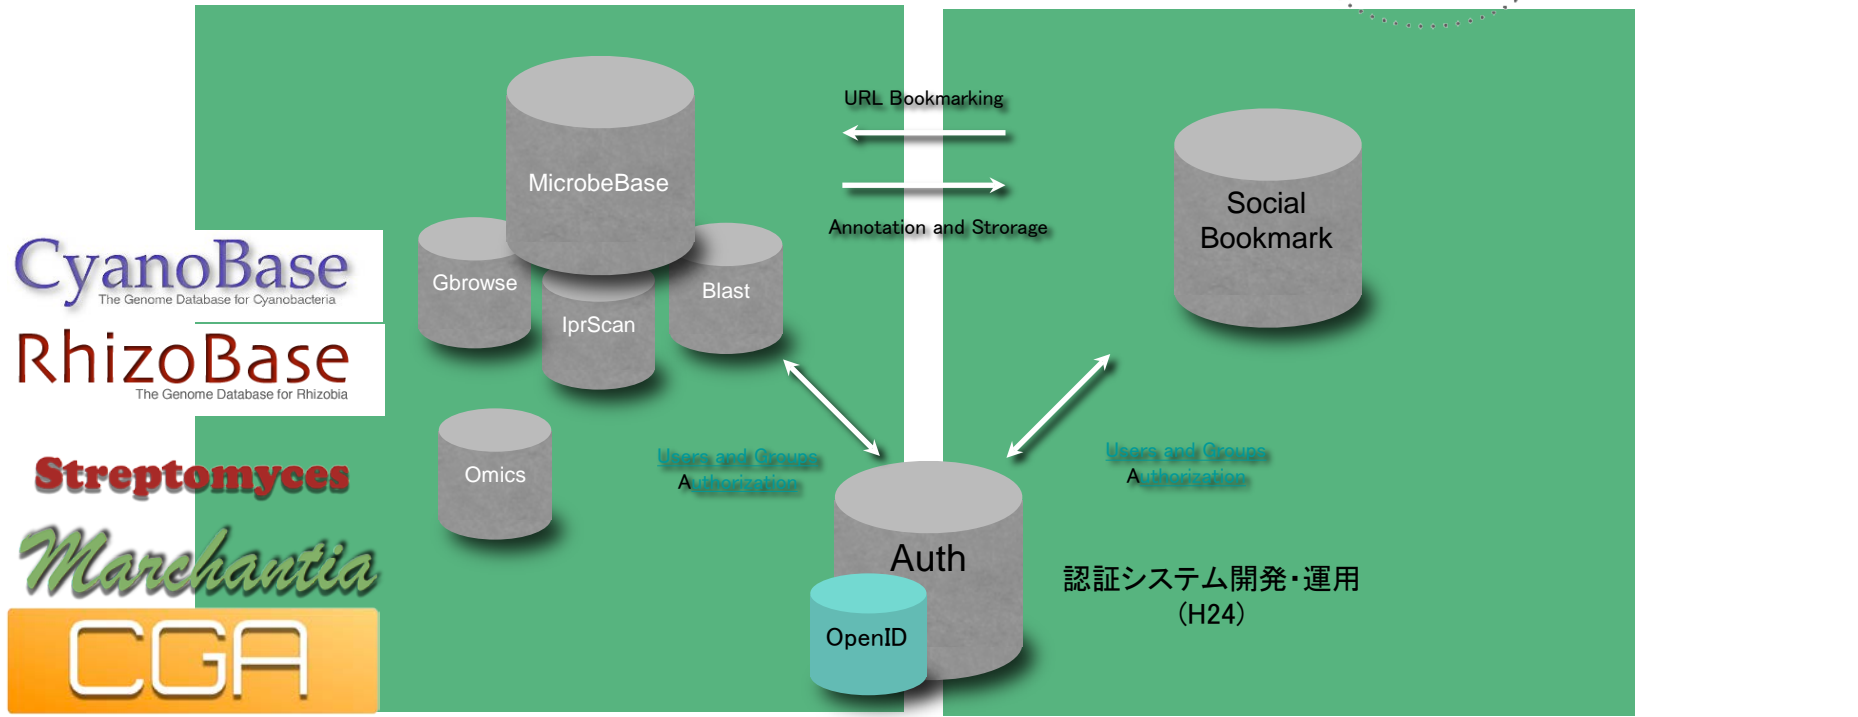 URL Bookmarking
MicrobeBase
Social
Bookmark
Annotation and Strorage
CyanoBase
The Genome Database for Cyanobacteria
Gbrowse
Blast
IprScan
RhizoBase
The Genome Database for Rhizobia
Users and Groups
Authorization
Users and Groups
Authorization
Streptomyces
Omics
Marchantia
Auth
認証システム開発・運用
(H24)
OpenID
CGA